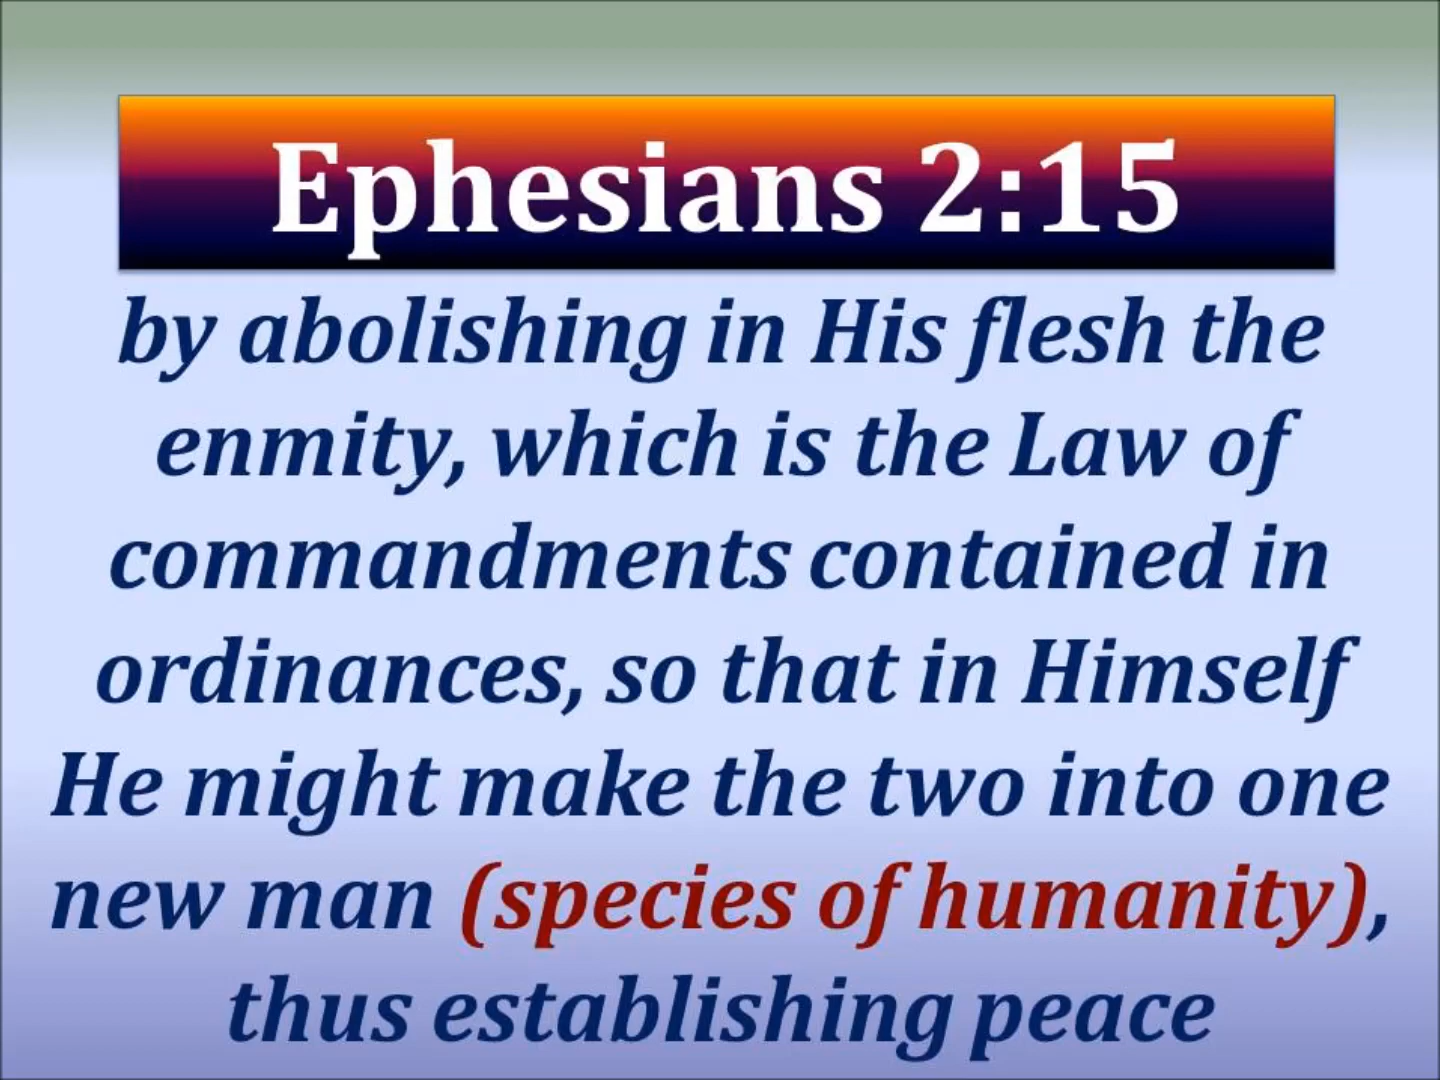 Ephesians 2:15
by abolishing in His flesh the
enmity, which is the Law of
commandments contained in
ordinances, so that in Himself
He might make the two into one
new man (species of humanity),
thus establishing peace